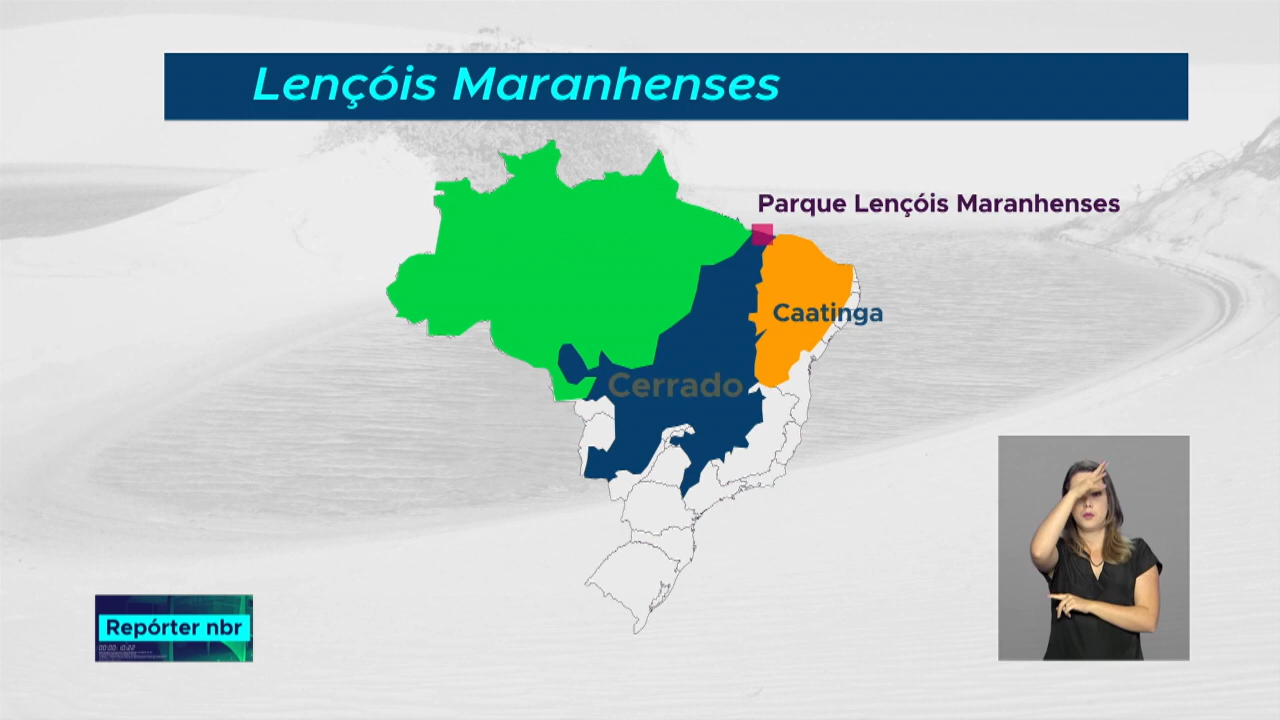 Lençóis Maranhenses
Parque Lençóis Maranhenses
Caatinga
Cerrado
Repórter nbr